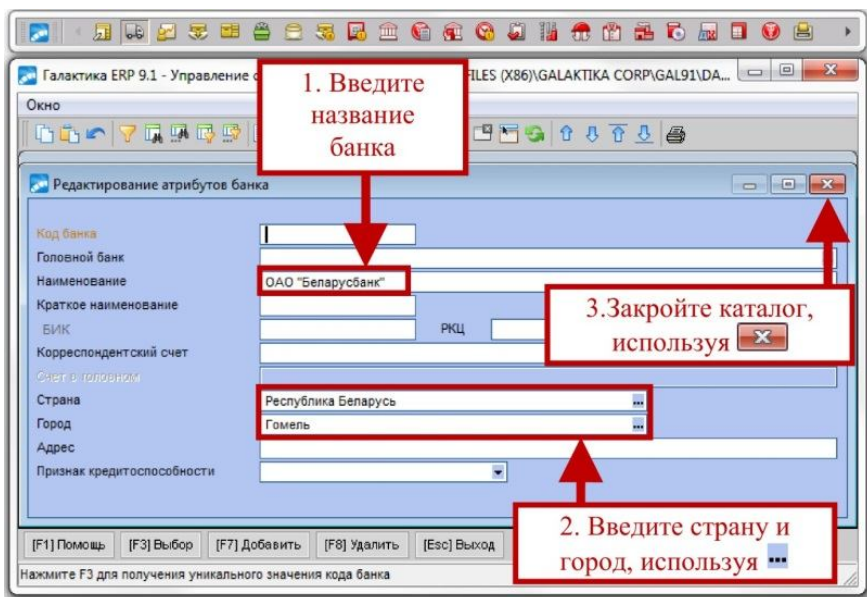 Галактика ERP 9.1 - Управление с
FILES (X86)\GALAKTIKA CORP\GAL91\DA...
Окно
1. Введите
название
банка
Редактирование атрибутов банка
Код банка
Головной банк
Наименование ОАО "Беларусбанк"
Краткое наименование
БИК РКЦ
Корреспондентский счет
Счет в головном
Страна Республика Беларусь ...
Город Гомель ...
Адрес
Признак кредитоспособности
3.Закройте каталог,
используя
2. Введите страну и
город, используя ...
[F1] Помощь [F3] Выбор [F7] Добавить [F8] Удалить [Esc] Выход
Нажмите F3 для получения уникального значения кода банка